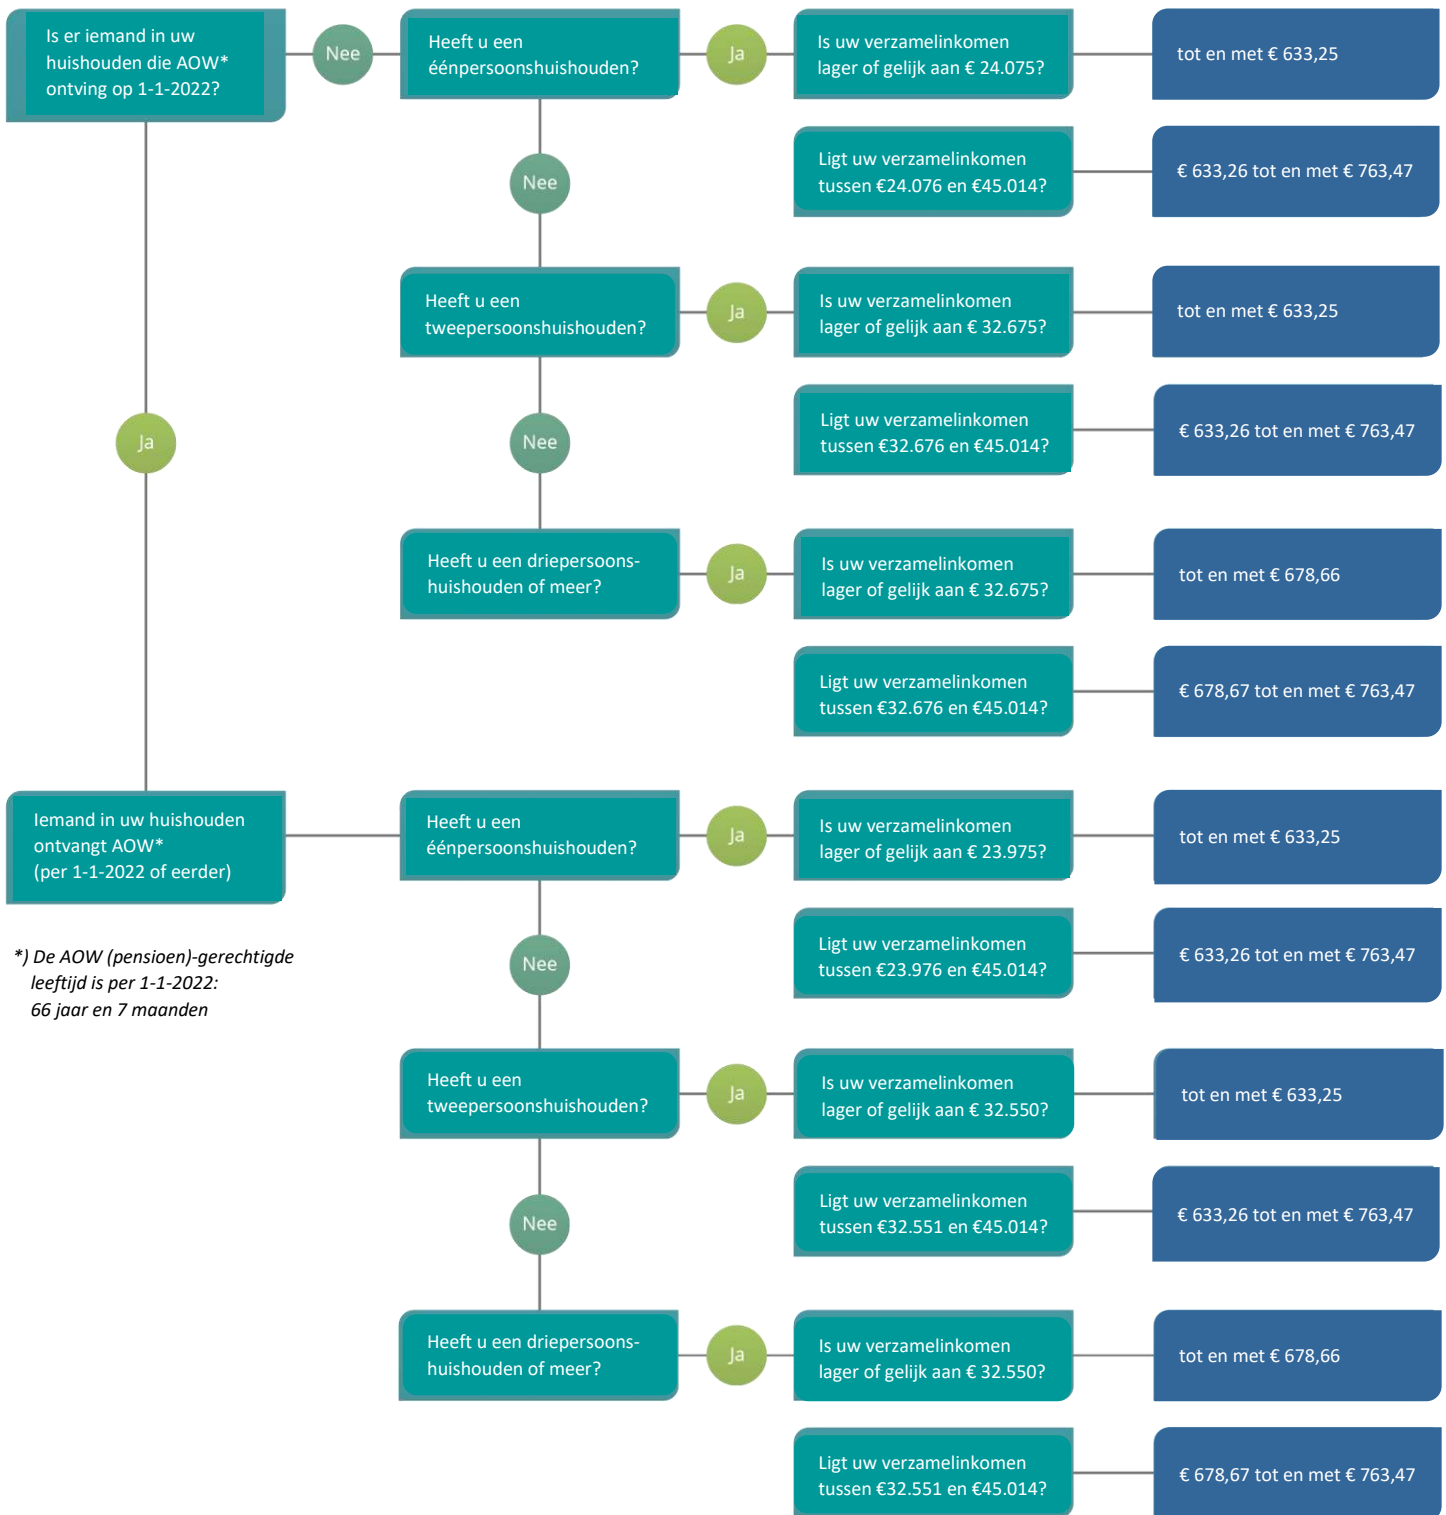 Is er iemand in uw
huishouden die AOW*
ontving op 1-1-2022?
Nee
Heeft u een
éénpersoonshuishouden?
Ja
Is uw verzamelinkomen
lager of gelijk aan € 24.075?
tot en met € 633,25
Nee
Ligt uw verzamelinkomen
tussen €24.076 en €45.014?
€ 633,26 tot en met € 763,47
Heeft u een
tweepersoonshuishouden?
Ja
Is uw verzamelinkomen
lager of gelijk aan € 32.675?
tot en met € 633,25
Ja
Nee
Ligt uw verzamelinkomen
tussen €32.676 en €45.014?
€ 633,26 tot en met € 763,47
Heeft u een driepersoons-
huishouden of meer?
Ja
Is uw verzamelinkomen
lager of gelijk aan € 32.675?
tot en met € 678,66
Ligt uw verzamelinkomen
tussen €32.676 en €45.014?
€ 678,67 tot en met € 763,47
Iemand in uw huishouden
ontvangt AOW*
(per 1-1-2022 of eerder)
Heeft u een
éénpersoonshuishouden?
Ja
Is uw verzamelinkomen
lager of gelijk aan € 23.975?
tot en met € 633,25
*) De AOW (pensioen)-gerechtigde
leeftijd is per 1-1-2022:
66 jaar en 7 maanden
Nee
Ligt uw verzamelinkomen
tussen €23.976 en €45.014?
€ 633,26 tot en met € 763,47
Heeft u een
tweepersoonshuishouden?
Ja
Is uw verzamelinkomen
lager of gelijk aan € 32.550?
tot en met € 633,25
Nee
Ligt uw verzamelinkomen
tussen €32.551 en €45.014?
€ 633,26 tot en met € 763,47
Heeft u een driepersoons-
huishouden of meer?
Ja
Is uw verzamelinkomen
lager of gelijk aan € 32.550?
tot en met € 678,66
Ligt uw verzamelinkomen
tussen €32.551 en €45.014?
€ 678,67 tot en met € 763,47